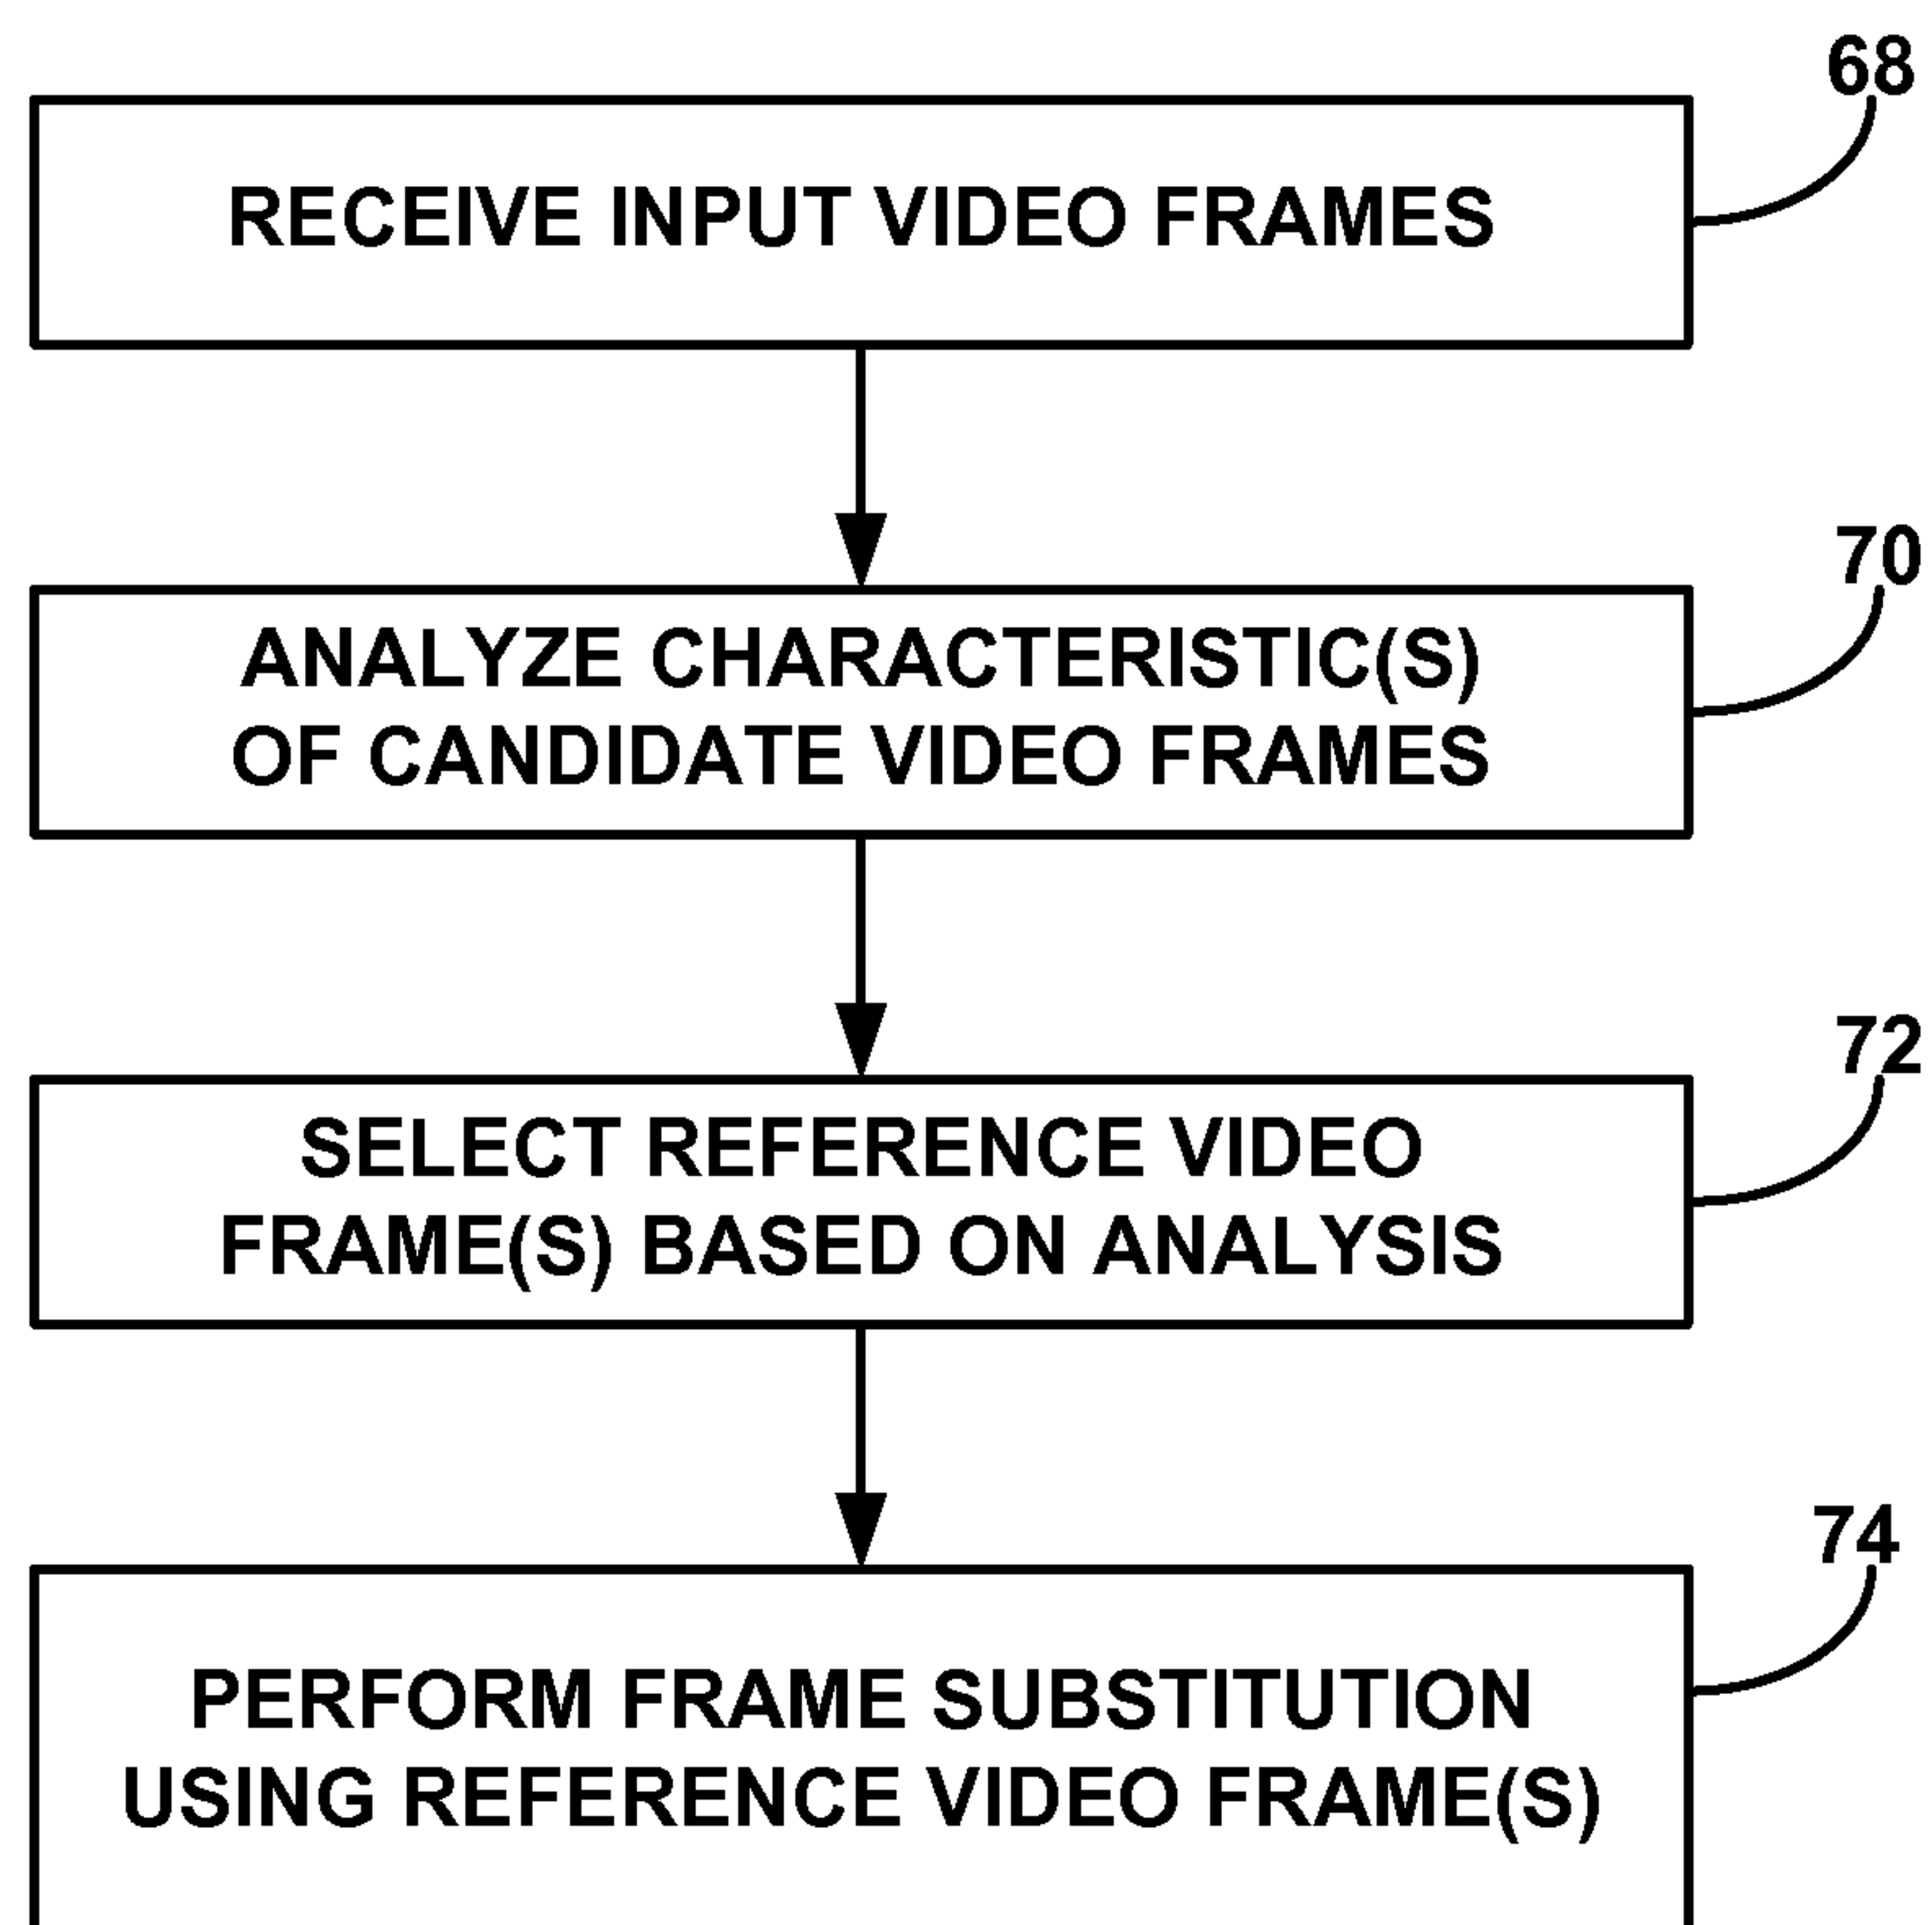 68
RECEIVE INPUT VIDEO FRAMES
70
ANALYZE CHARACTERISTIC(S)
OF CANDIDATE VIDEO FRAMES
72
SELECT REFERENCE VIDEO
FRAME(S) BASED ON ANALYSIS
74
PERFORM FRAME SUBSTITUTION
USING REFERENCE VIDEO FRAME(S)